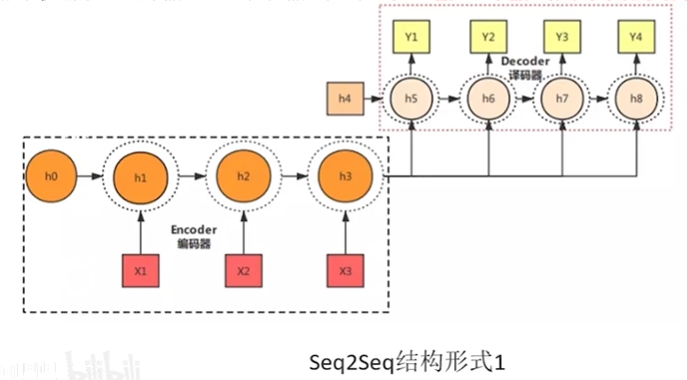 Y1 Y2 Y3 Y4
Decoder
译码器
h4 h5 h6 h7 h8
h0 h1 h2 h3
Encoder
编码器
X1 X2 X3
Seq2Seq结构形式1
bilibili